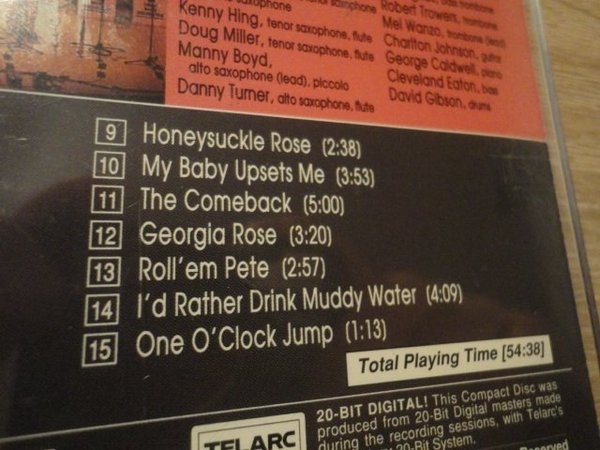 Kenny Hing, tenor saxophone, flute
Doug Miller, tenor saxophone, flute
Manny Boyd,
alto saxophone (lead), piccolo
Danny Turner, alto saxophone, flute
Robert Trowers, trombone
Mel Wanzo, trombone (lead)
Charlton Johnson, guitar
George Caldwell, piano
Cleveland Eaton, bass
David Gibson, drums
9 Honeysuckle Rose (2:38)
10 My Baby Upsets Me (3:53)
11 The Comeback (5:00)
12 Georgia Rose (3:20)
13 Roll'em Pete (2:57)
14 I'd Rather Drink Muddy Water (4:09)
15 One O'Clock Jump (1:13)
Total Playing Time [54:38]
TELARC
20-BIT DIGITAL! This Compact Disc was
produced from 20-Bit Digital masters made
during the recording sessions, with Telarc's
20-Bit System.
Reserved